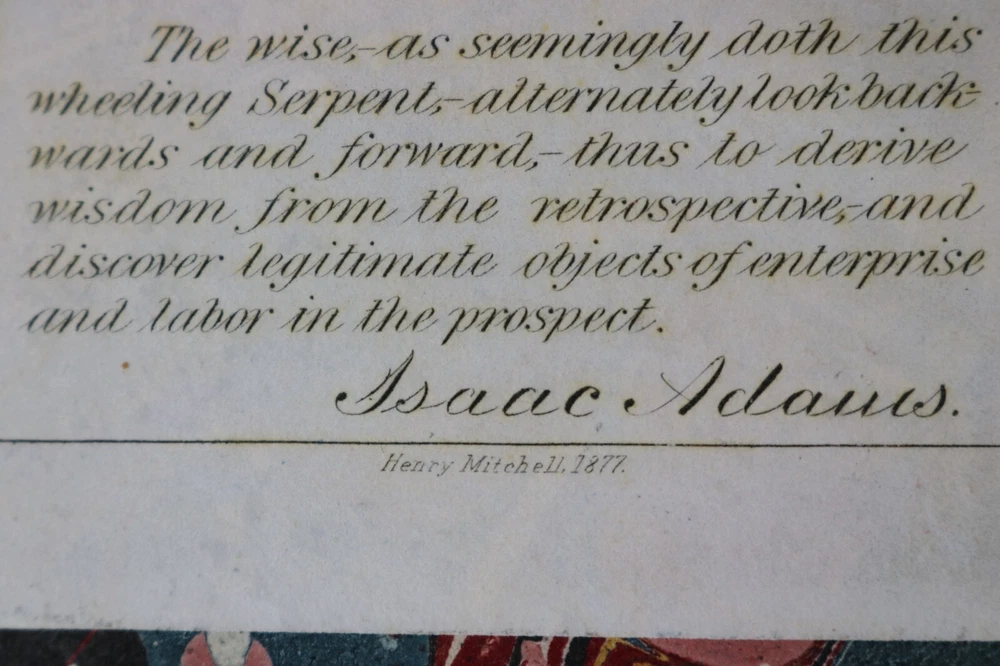 The wise,-as seemingly doth this
wheeling Serpent,-alternately look back-
wards and forward,-thus to derive
wisdom from the retrospective,-and
discover legitimate objects of enterprise
and labor in the prospect.
Isaac Adams.
Henry Mitchell, 1877.